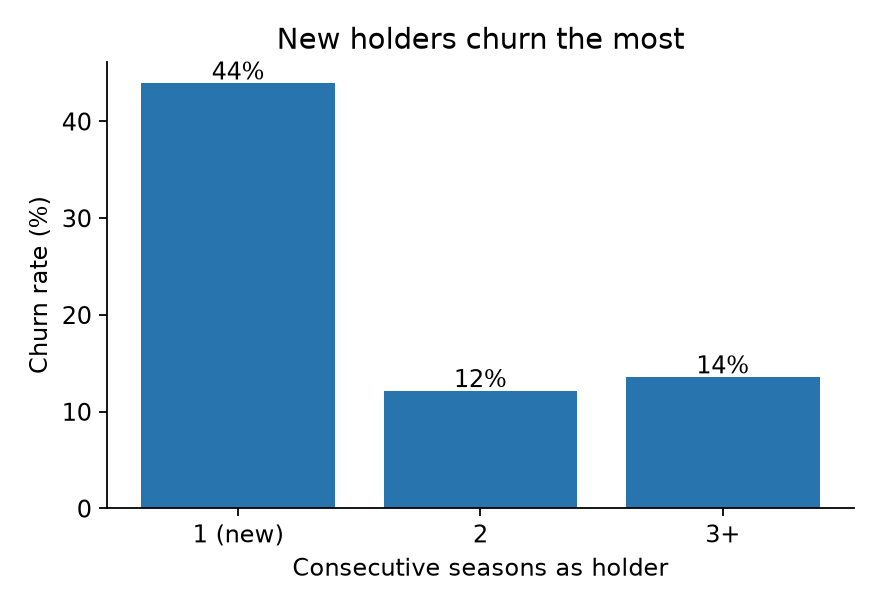 New holders churn the most
44%
12%
14%
40
30
20
10
0
Churn rate (%)
1 (new)
2
3+
Consecutive seasons as holder